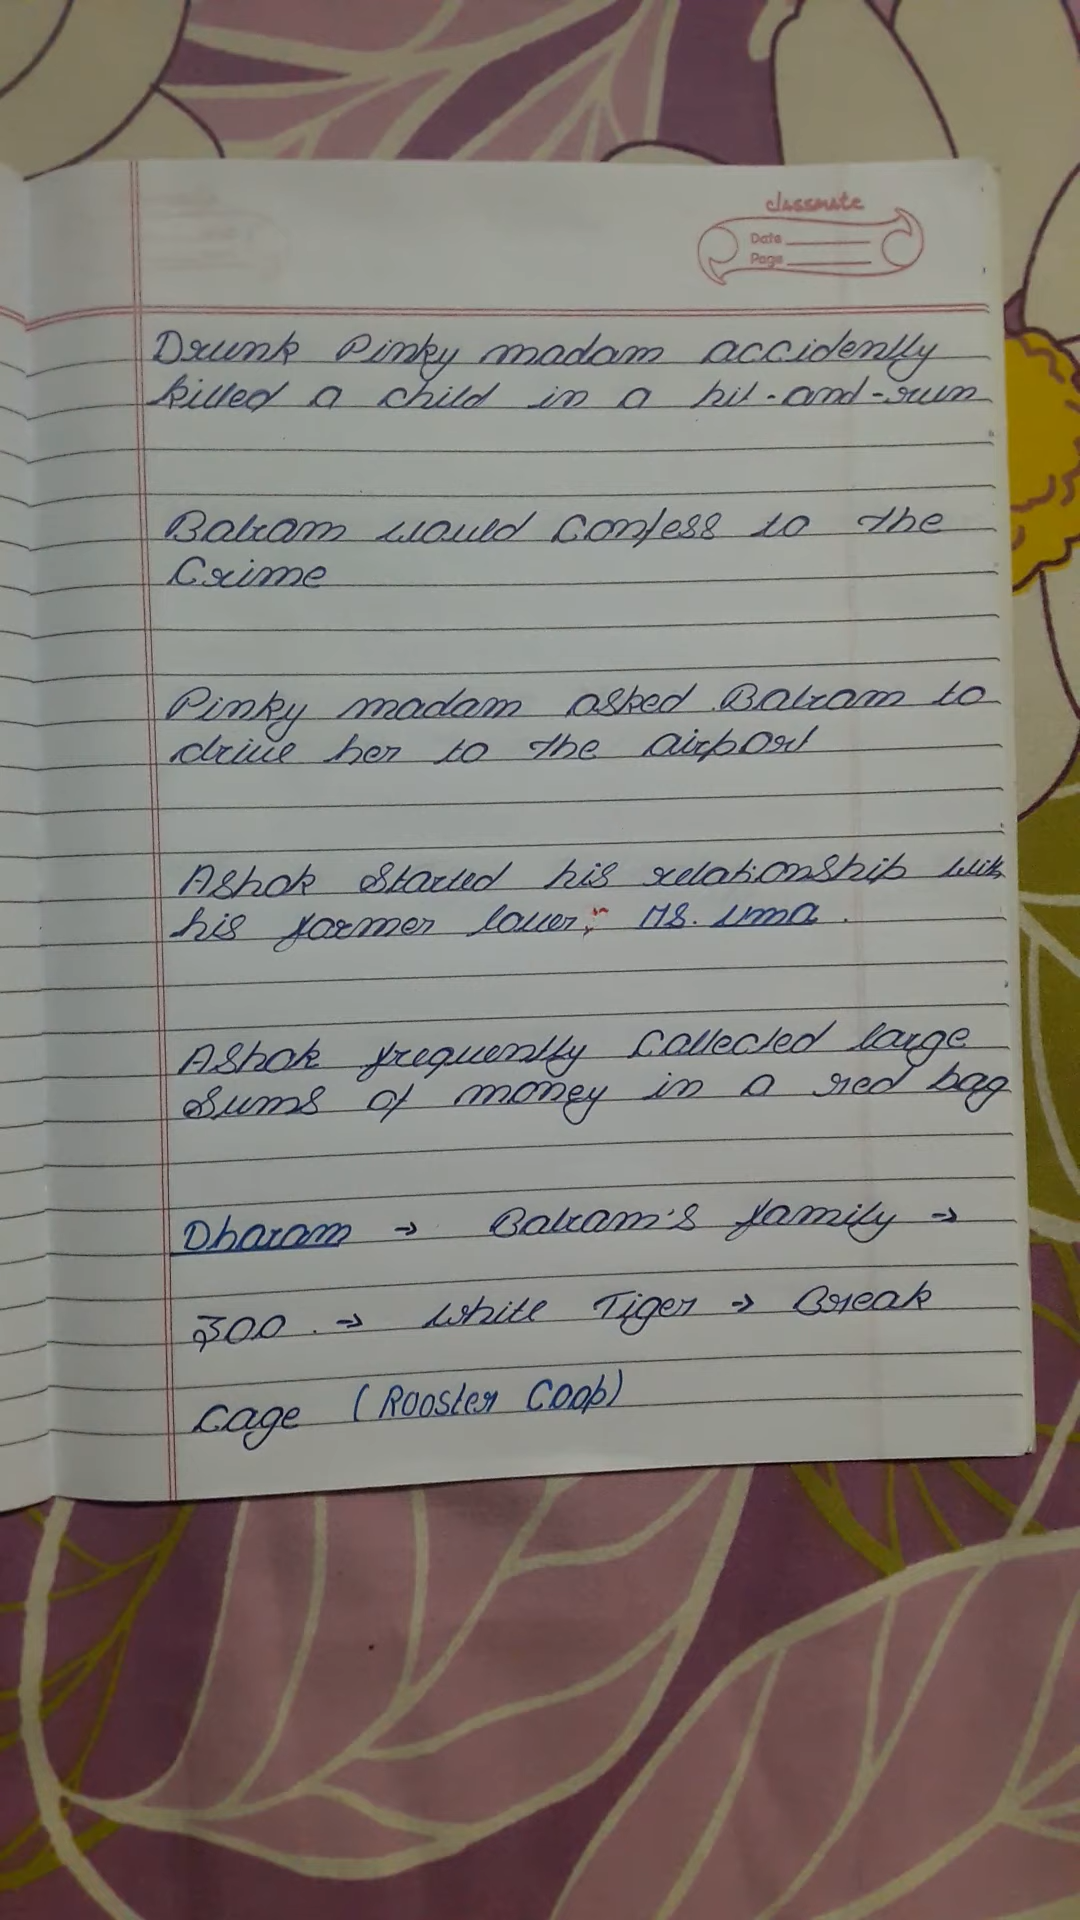 classmate
Date
Page
Drunk Pinky madam accidently
killed a child in a hit-and-run
Balram would Confess to the
Crime
Pinky madam asked Balram to
drive her to the airport
Ashok Started his relationship with
his former lover, Ms. Uma.
Ashok frequently Collected large
Sums of money in a red bag
Dharam → Balram's family →
300 → White Tiger → Break
Cage (Rooster Coop)